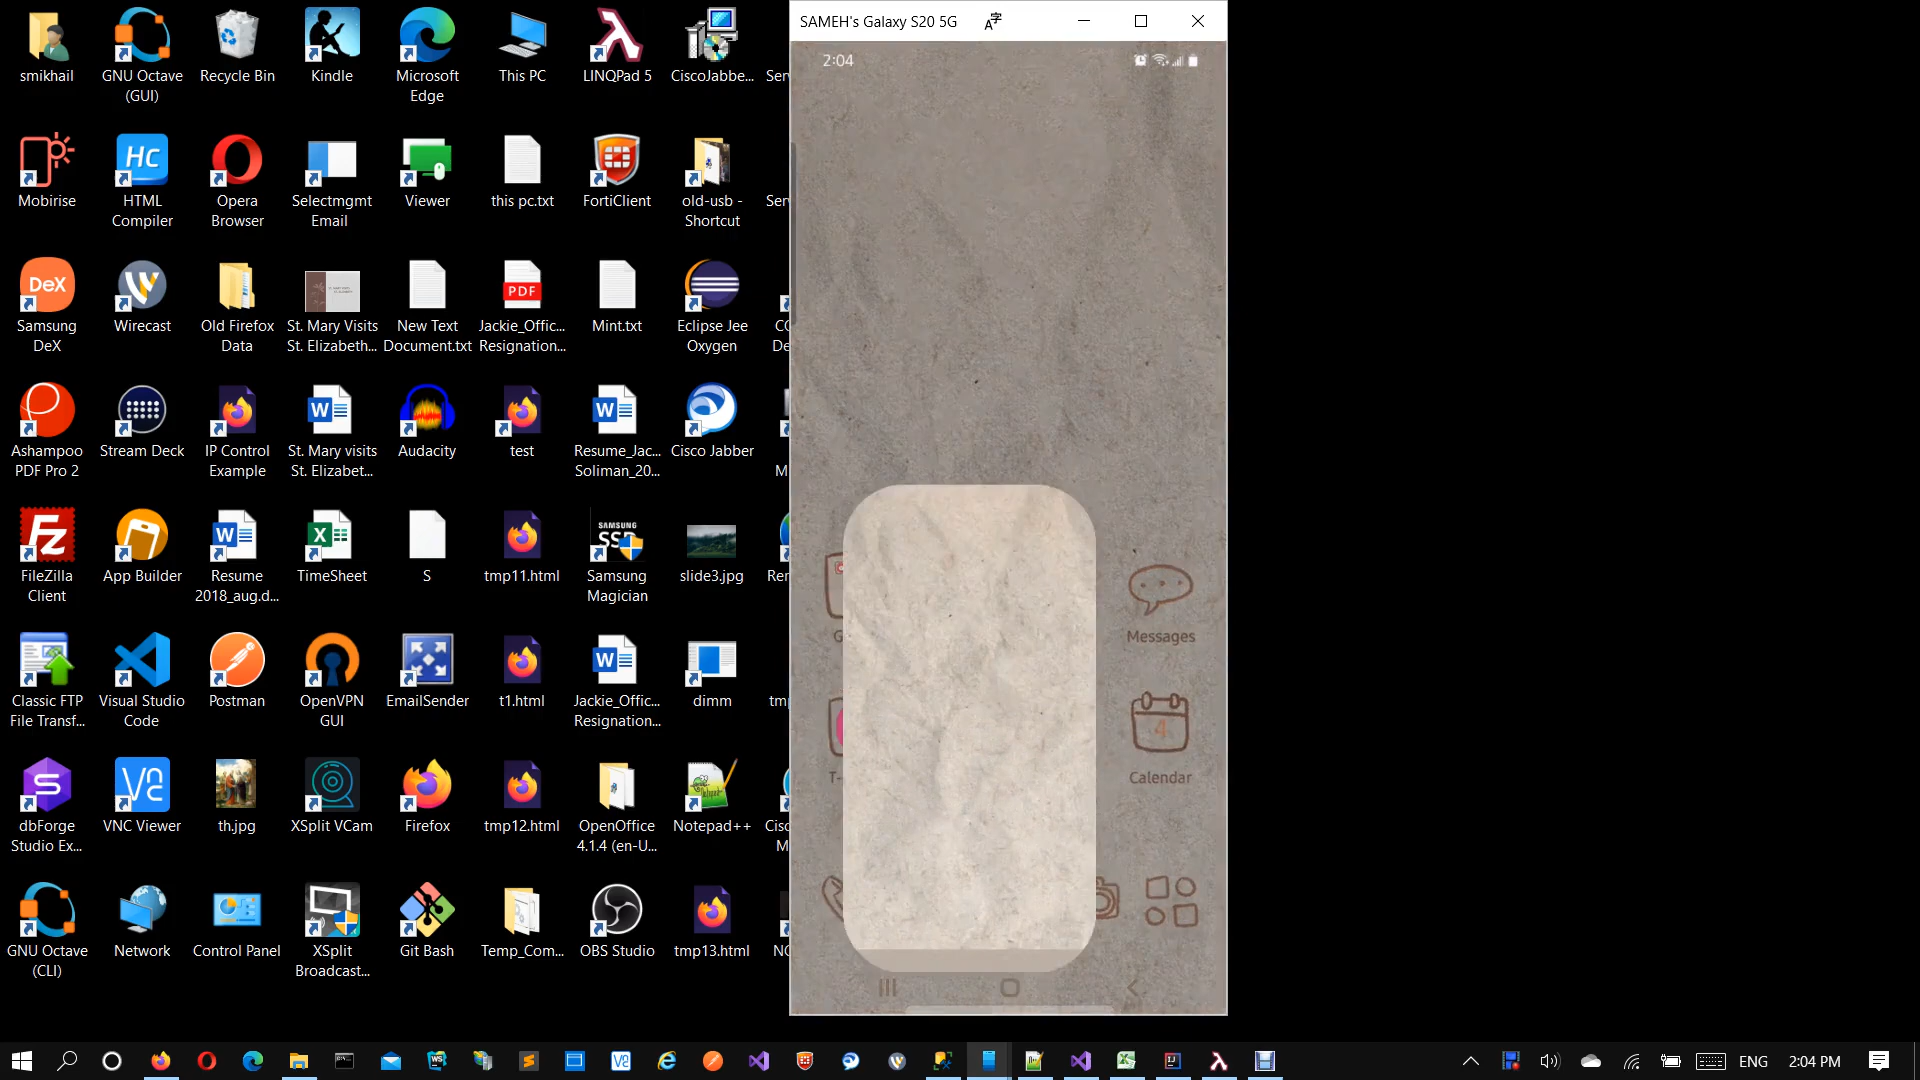 smikhail
GNU Octave
(GUI)
Recycle Bin
Kindle
Microsoft
Edge
This PC
LINQPad 5
CiscoJabbe...
Mobirise
HTML
Compiler
Opera
Browser
Selectmgmt
Email
Viewer
this pc.txt
FortiClient
old-usb -
Shortcut
Samsung
DeX
Wirecast
Old Firefox
Data
St. Mary Visits
St. Elizabeth...
New Text
Document.txt
PDF
Jackie_Offic...
Resignation...
Mint.txt
Eclipse Jee
Oxygen
Ashampoo
PDF Pro 2
Stream Deck
IP Control
Example
St. Mary visits
St. Elizabet...
Audacity
test
Resume_Jac...
Soliman_20...
Cisco Jabber
FileZilla
Client
App Builder
Resume
2018_aug.d...
TimeSheet
S
tmp11.html
SAMSUNG
SSD
Samsung
Magician
slide3.jpg
Classic FTP
File Transf...
Visual Studio
Code
Postman
OpenVPN
GUI
EmailSender
t1.html
Jackie_Offic...
Resignation...
dimm
dbForge
Studio Ex...
VNC Viewer
th.jpg
XSplit VCam
Firefox
tmp12.html
OpenOffice
4.1.4 (en-U...
Notepad++
GNU Octave
(CLI)
Network
Control Panel
XSplit
Broadcast...
Git Bash
Temp_Com...
OBS Studio
tmp13.html
SAMEH's Galaxy S20 5G
2:04
Messages
4
Calendar
ENG
2:04 PM